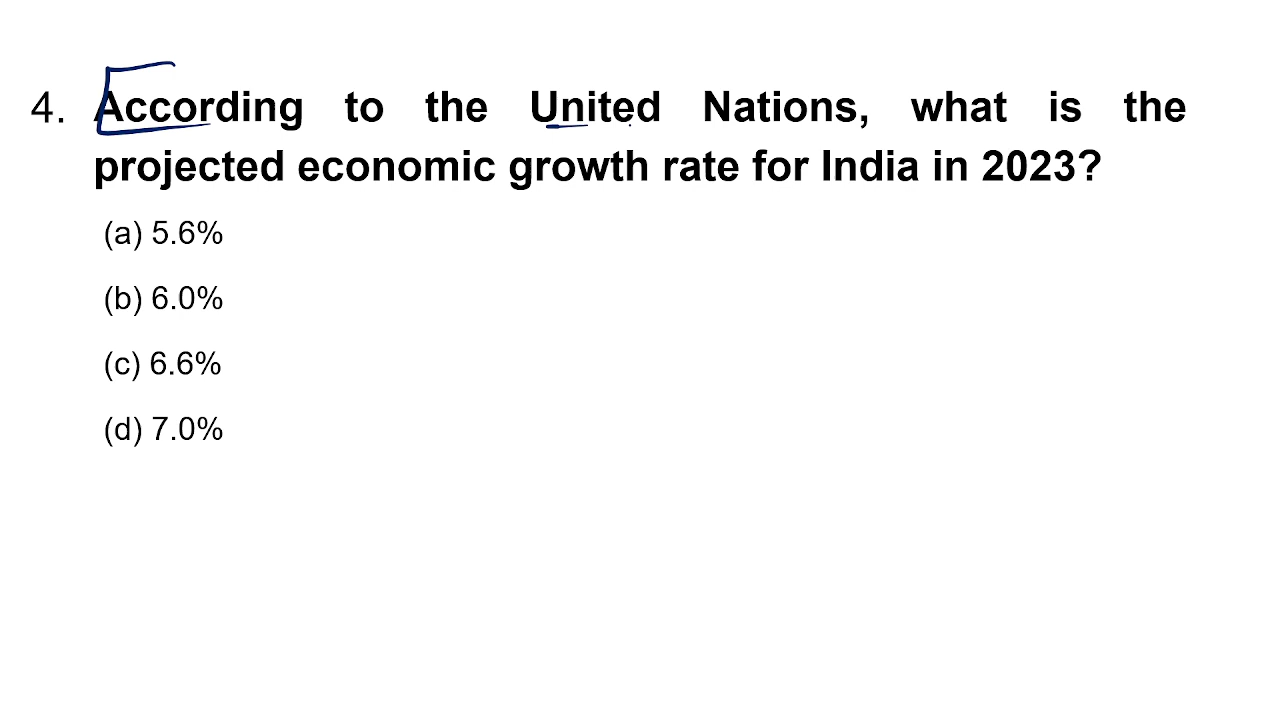 4. According to the United Nations, what is the
projected economic growth rate for India in 2023?
(a) 5.6%
(b) 6.0%
(c) 6.6%
(d) 7.0%